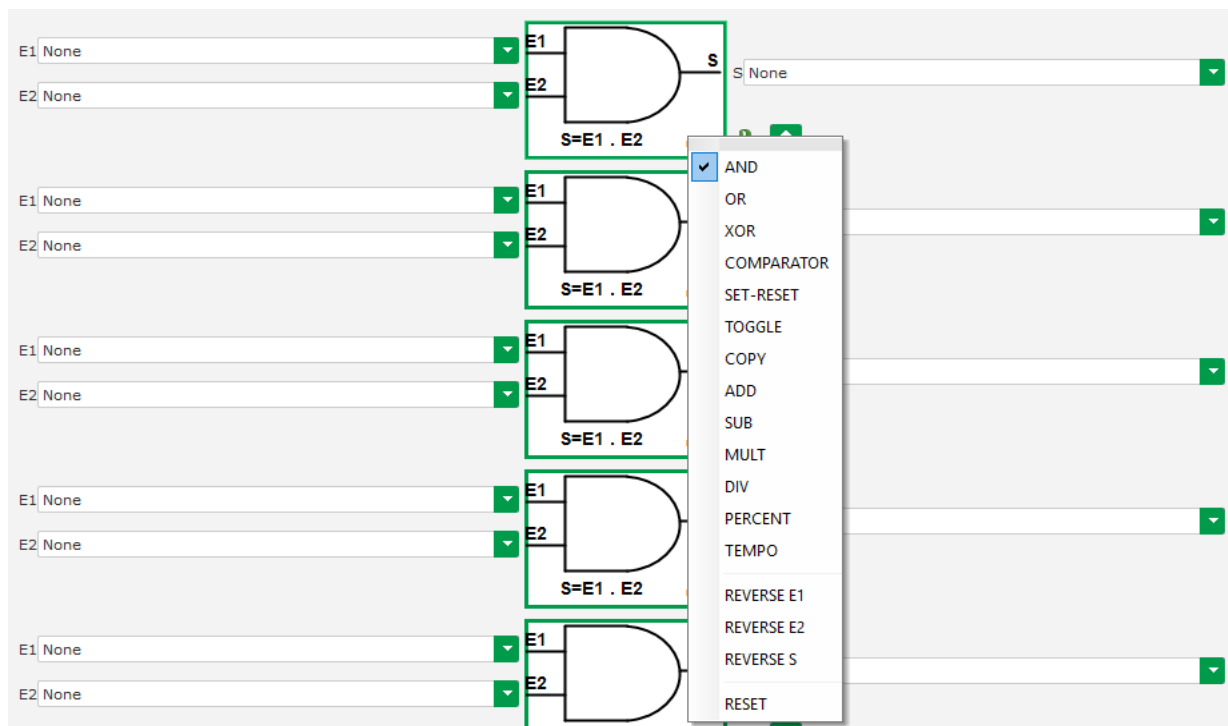 E1 None
E1
S
S None
E2 None
E2
S=E1 . E2
AND
OR
XOR
COMPARATOR
SET-RESET
TOGGLE
COPY
ADD
SUB
MULT
DIV
PERCENT
TEMPO
REVERSE E1
REVERSE E2
REVERSE S
RESET
E1 None
E1
E2 None
E2
S=E1 . E2
E1 None
E1
E2 None
E2
S=E1 . E2
E1 None
E1
E2 None
E2
S=E1 . E2
E1 None
E1
E2 None
E2